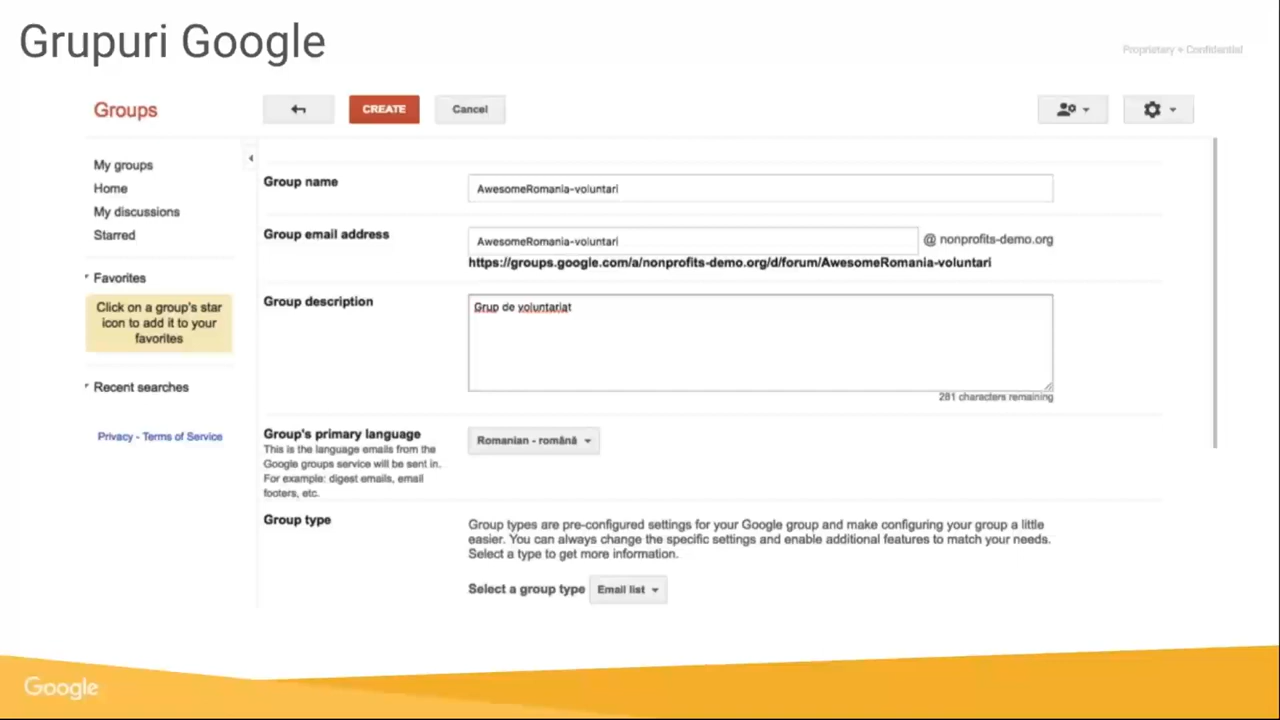 Grupuri Google
Proprietary + Confidential
Groups
CREATE
Cancel
My groups
Home
My discussions
Starred
Favorites
Click on a group's star
icon to add it to your
favorites
Recent searches
Privacy - Terms of Service
Group name
AwesomeRomania-voluntari
Group email address
AwesomeRomania-voluntari
@ nonprofits-demo.org
https://groups.google.com/a/nonprofits-demo.org/d/forum/AwesomeRomania-voluntari
Group description
Grup de voluntariat
281 characters remaining
Group's primary language
This is the language emails from the
Google groups service will be sent in.
For example: digest emails, email
footers, etc.
Romanian - română
Group type
Group types are pre-configured settings for your Google group and make configuring your group a little
easier. You can always change the specific settings and enable additional features to match your needs.
Select a type to get more information.
Select a group type Email list
Google